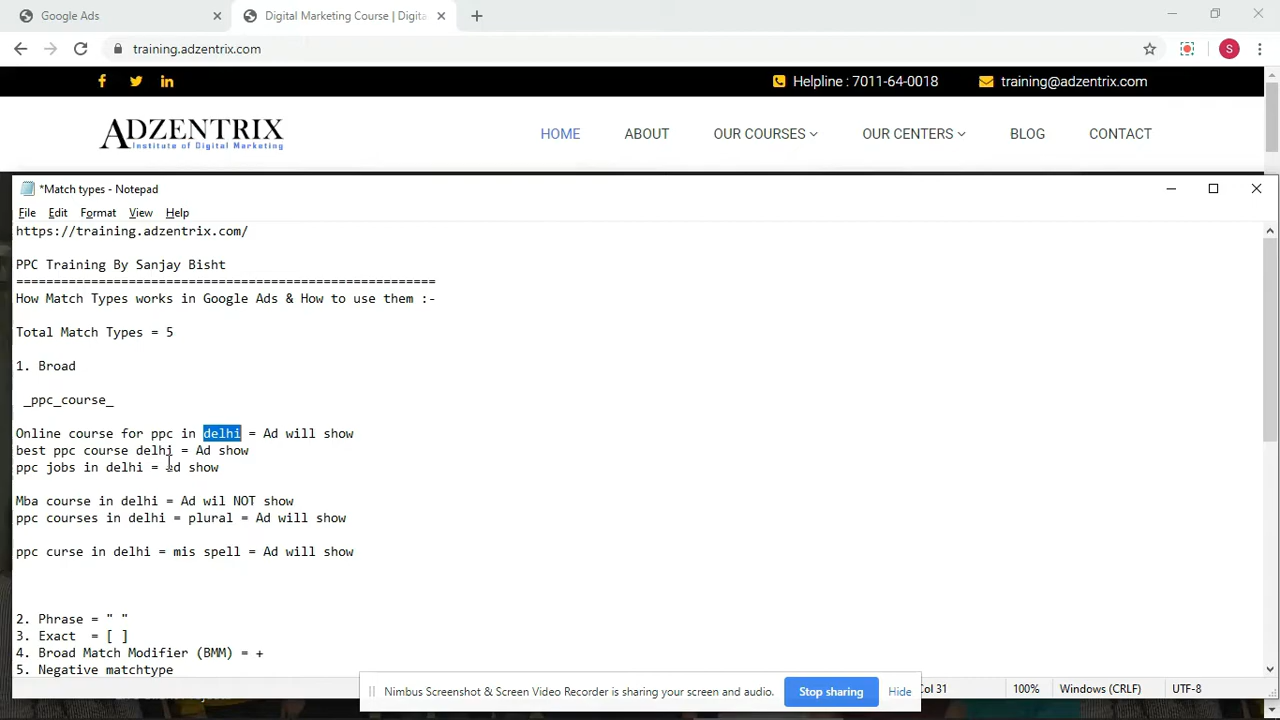 Google Ads
Digital Marketing Course | Digita
training.adzentrix.com
S
Helpline : 7011-64-0018
training@adzentrix.com
ADZENTRIX
Institute of Digital Marketing
HOME
ABOUT
OUR COURSES
OUR CENTERS
BLOG
CONTACT
*Match types - Notepad
File Edit Format View Help
https://training.adzentrix.com/
PPC Training By Sanjay Bisht
========================================================
How Match Types works in Google Ads & How to use them :-
Total Match Types = 5
1. Broad
_ppc_course_
Online course for ppc in delhi = Ad will show
best ppc course delhi = Ad show
ppc jobs in delhi = ad show
Mba course in delhi = Ad wil NOT show
ppc courses in delhi = plural = Ad will show
ppc curse in delhi = mis spell = Ad will show
2. Phrase = " "
3. Exact  = [ ]
4. Broad Match Modifier (BMM) = +
5. Negative matchtype
Nimbus Screenshot & Screen Video Recorder is sharing your screen and audio.
Stop sharing
Hide
Col 31
100%
Windows (CRLF)
UTF-8